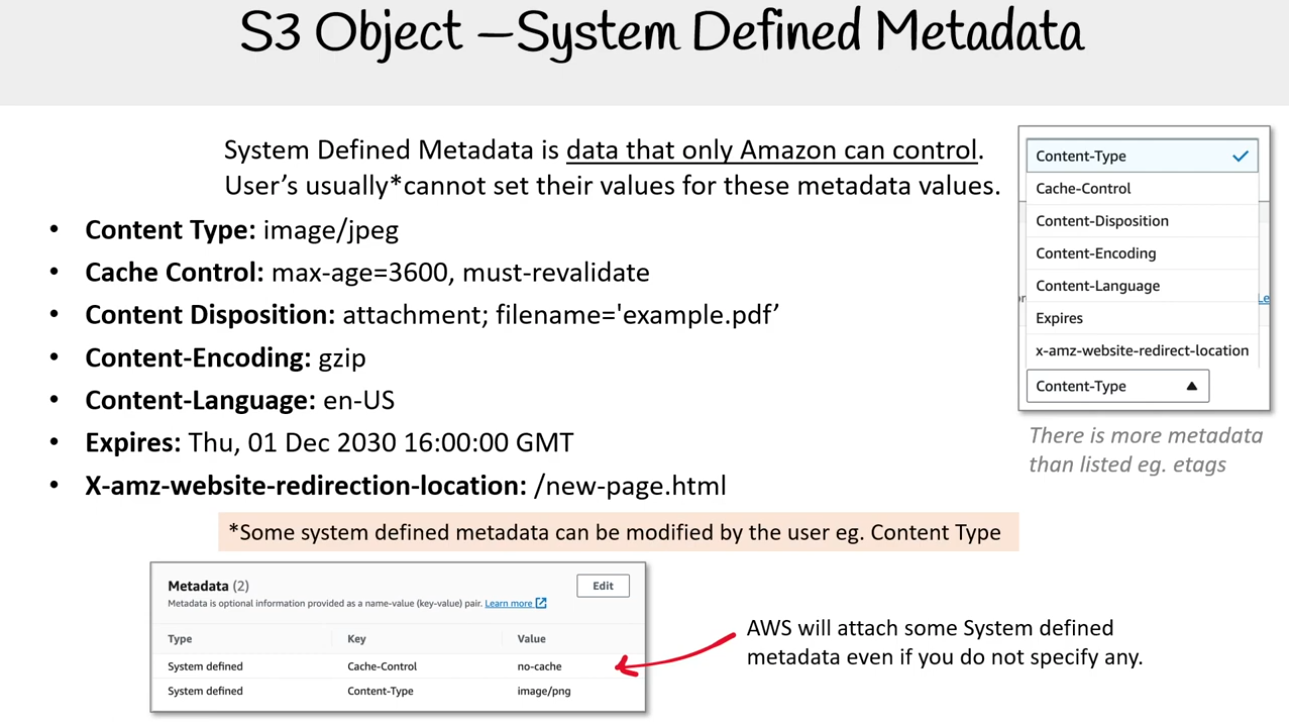 S3 Object –System Defined Metadata
System Defined Metadata is data that only Amazon can control.
User's usually*cannot set their values for these metadata values.
• Content Type: image/jpeg
• Cache Control: max-age=3600, must-revalidate
• Content Disposition: attachment; filename='example.pdf’
• Content-Encoding: gzip
• Content-Language: en-US
• Expires: Thu, 01 Dec 2030 16:00:00 GMT
• X-amz-website-redirection-location: /new-page.html
Content-Type
Cache-Control
Content-Disposition
Content-Encoding
Content-Language
Expires
x-amz-website-redirect-location
Content-Type
There is more metadata
than listed eg. etags
*Some system defined metadata can be modified by the user eg. Content Type
Metadata (2)
Edit
Metadata is optional information provided as a name-value (key-value) pair. Learn more
Type Key Value
System defined Cache-Control no-cache
System defined Content-Type image/png
AWS will attach some System defined
metadata even if you do not specify any.